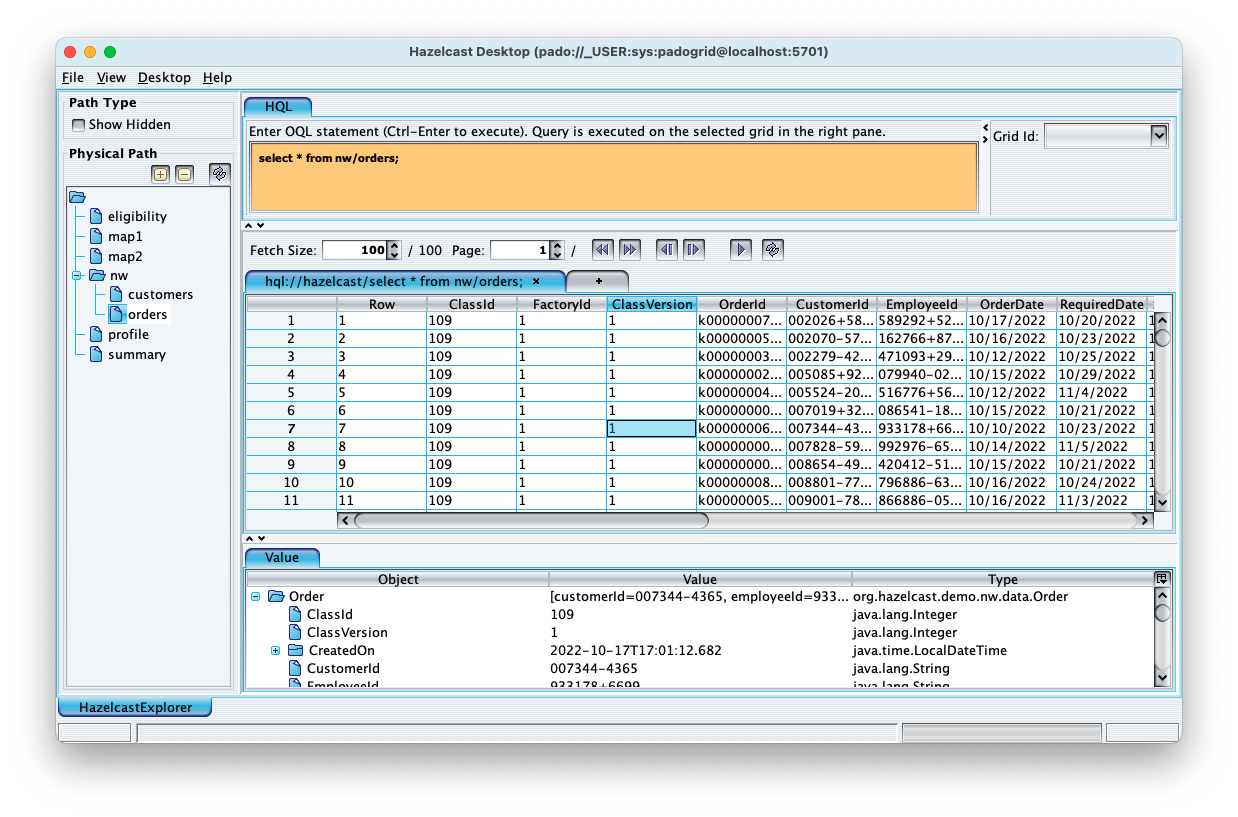 Hazelcast Desktop (pado://_USER:sys:padogrid@localhost:5701)
File View Desktop Help
Path Type
Show Hidden
Physical Path
eligibility
map1
map2
nw
customers
orders
profile
summary
HQL
Enter OQL statement (Ctrl-Enter to execute). Query is executed on the selected grid in the right pane.
select * from nw/orders;
Grid Id:
Fetch Size: 100 / 100 Page: 1 /
hql://hazelcast/select * from nw/orders; × +
Row ClassId FactoryId ClassVersion OrderId CustomerId EmployeeId OrderDate RequiredDate
1 1 109 1 1 k00000007... 002026+58... 589292+52... 10/17/2022 10/20/2022 1
2 2 109 1 1 k00000005... 002070-57... 162766+87... 10/16/2022 10/23/2022 1
3 3 109 1 1 k00000003... 002279-42... 471093+29... 10/12/2022 10/25/2022 1
4 4 109 1 1 k00000002... 005085+92... 079940-02... 10/15/2022 10/29/2022 1
5 5 109 1 1 k00000004... 005524-20... 516776+56... 10/12/2022 11/4/2022 1
6 6 109 1 1 k00000000... 007019+32... 086541-18... 10/15/2022 10/21/2022 1
7 7 109 1 1 k00000006... 007344-43... 933178+66... 10/10/2022 10/23/2022 1
8 8 109 1 1 k00000000... 007828-59... 992976-65... 10/14/2022 11/5/2022 1
9 9 109 1 1 k00000000... 008654-49... 420412-51... 10/15/2022 10/21/2022 1
10 10 109 1 1 k00000008... 008801-77... 796886-63... 10/16/2022 10/24/2022 1
11 11 109 1 1 k00000005... 009001-78... 866886-05... 10/16/2022 11/3/2022 1
Value
Object Value Type
Order [customerId=007344-4365, employeeId=933... org.hazelcast.demo.nw.data.Order
ClassId 109 java.lang.Integer
ClassVersion 1 java.lang.Integer
CreatedOn 2022-10-17T17:01:12.682 java.time.LocalDateTime
CustomerId 007344-4365 java.lang.String
EmployeeId 933178+6699 java.lang.String
HazelcastExplorer